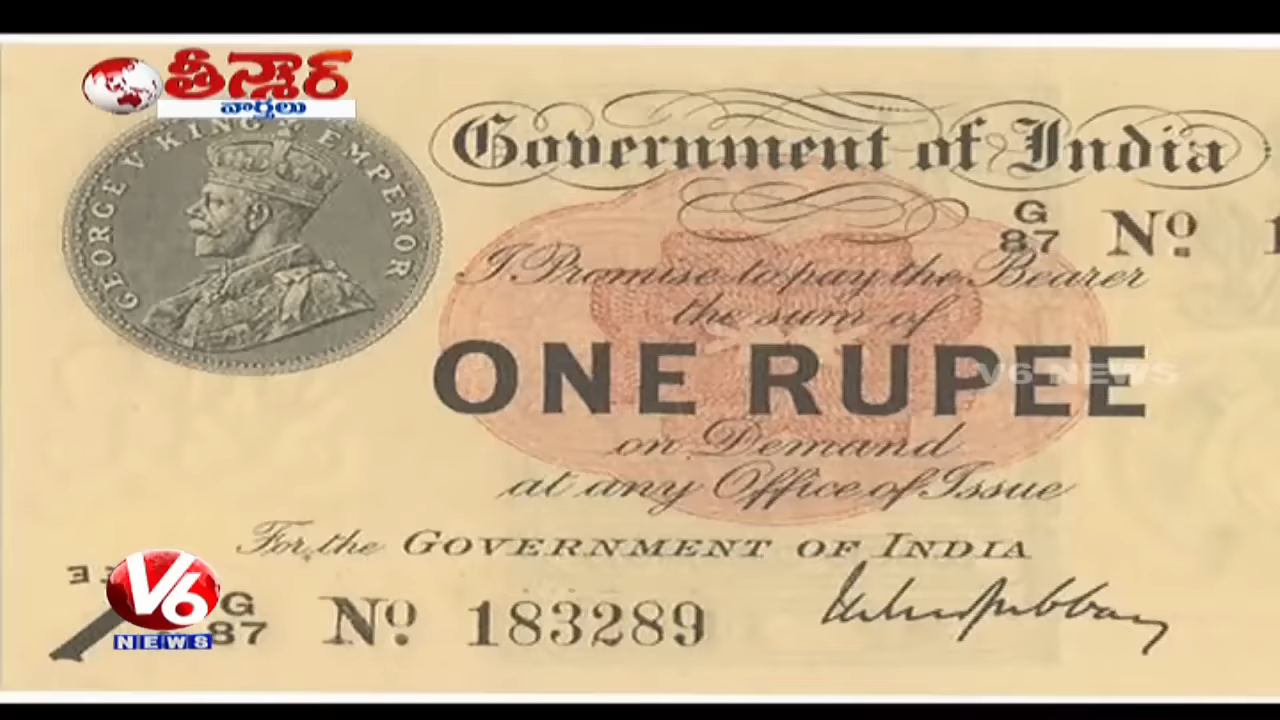 తీన్మార్
వార్తలు
GEORGE V KING EMPEROR
Government of India
G
87 Nº 1
I Promise to pay the Bearer
the sum of
ONE RUPEE
V6 NEWS
on Demand
at any Office of Issue
For the GOVERNMENT OF INDIA
V6
NEWS
G
87 Nº 183289